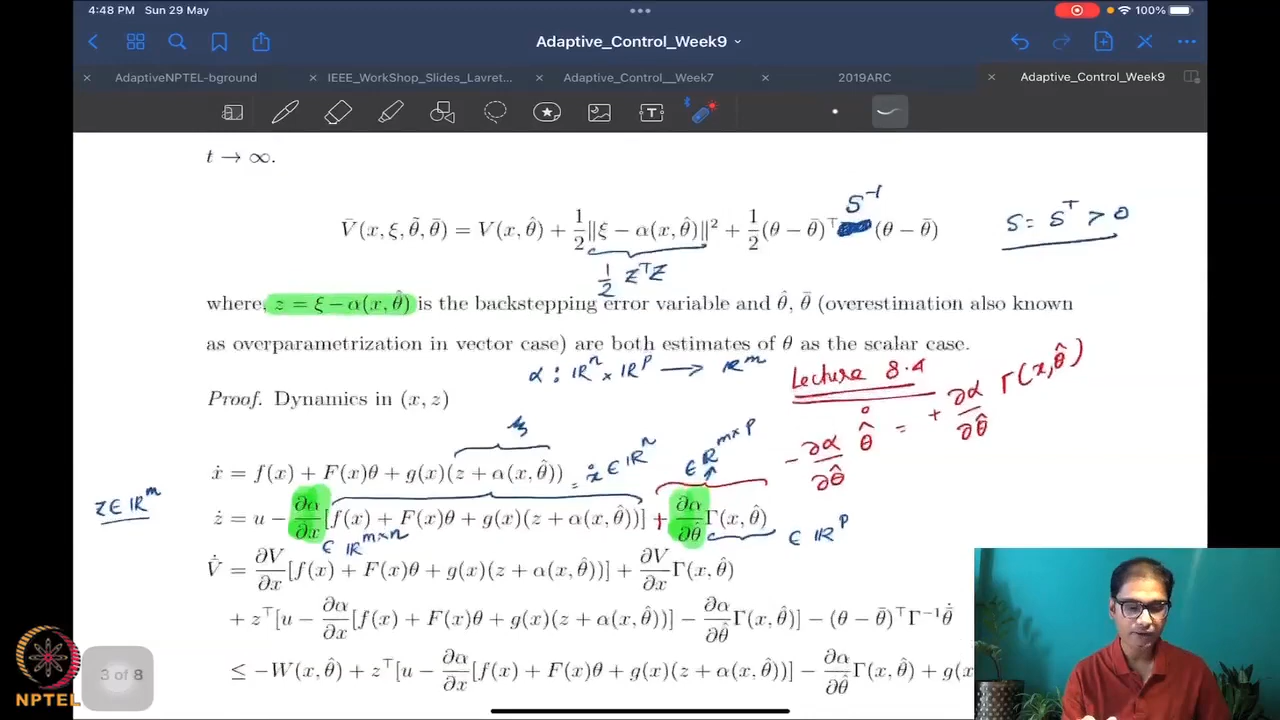 4:48 PM Sun 29 May
100%
Adaptive_Control_Week9
AdaptiveNPTEL-bground
IEEE_WorkShop_Slides_Lavret...
Adaptive_Control__Week7
2019ARC
Adaptive_Control_Week9
t → ∞.
S⁻¹
V̄(x, ξ, θ̃, θ̄) = V(x, θ̂) + 1/2‖ξ − α(x, θ̂)‖² + 1/2(θ − θ̄)ᵀ (θ − θ̄)
S = Sᵀ > 0
1/2 zᵀz
where, z = ξ − α(x, θ̂) is the backstepping error variable and θ̂, θ̄ (overestimation also known
as overparametrization in vector case) are both estimates of θ as the scalar case.
α : ℝⁿ × ℝᵖ → ℝᵐ
Lecture 8.4
Proof. Dynamics in (x, z)
−∂α/∂θ̂ θ̂̇ = + ∂α/∂θ̂ Γ(x, θ̂)
ξ
ẋ = f(x) + F(x)θ + g(x)(z + α(x, θ̂)) = ẋ ∈ ℝⁿ
∈ ℝᵐˣᵖ
z ∈ ℝᵐ
ż = u − ∂α/∂x [f(x) + F(x)θ + g(x)(z + α(x, θ̂))] + ∂α/∂θ̂ Γ(x, θ̂)
∈ ℝᵐˣⁿ
∈ ℝᵖ
V̄̇ = ∂V/∂x [f(x) + F(x)θ + g(x)(z + α(x, θ̂))] + ∂V/∂x Γ(x, θ̂)
+ zᵀ[u − ∂α/∂x [f(x) + F(x)θ + g(x)(z + α(x, θ̂))] − ∂α/∂θ̂ Γ(x, θ̂)] − (θ − θ̄)ᵀΓ⁻¹θ̄̇
≤ −W(x, θ̂) + zᵀ[u − ∂α/∂x [f(x) + F(x)θ + g(x)(z + α(x, θ̂))] − ∂α/∂θ̂ Γ(x, θ̂) + g(x
3 of 8
NPTEL